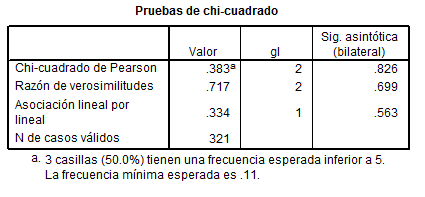 Pruebas de chi-cuadrado
Valor gl Sig. asintótica (bilateral)
Chi-cuadrado de Pearson .383a 2 .826
Razón de verosimilitudes .717 2 .699
Asociación lineal por lineal .334 1 .563
N de casos válidos 321
a. 3 casillas (50.0%) tienen una frecuencia esperada inferior a 5.
La frecuencia mínima esperada es .11.